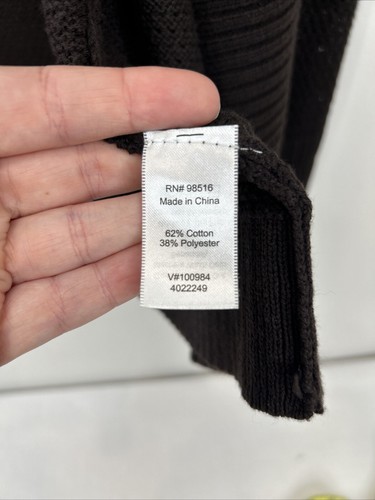 RN# 98516
Made in China
62% Cotton
38% Polyester
V#100984
4022249